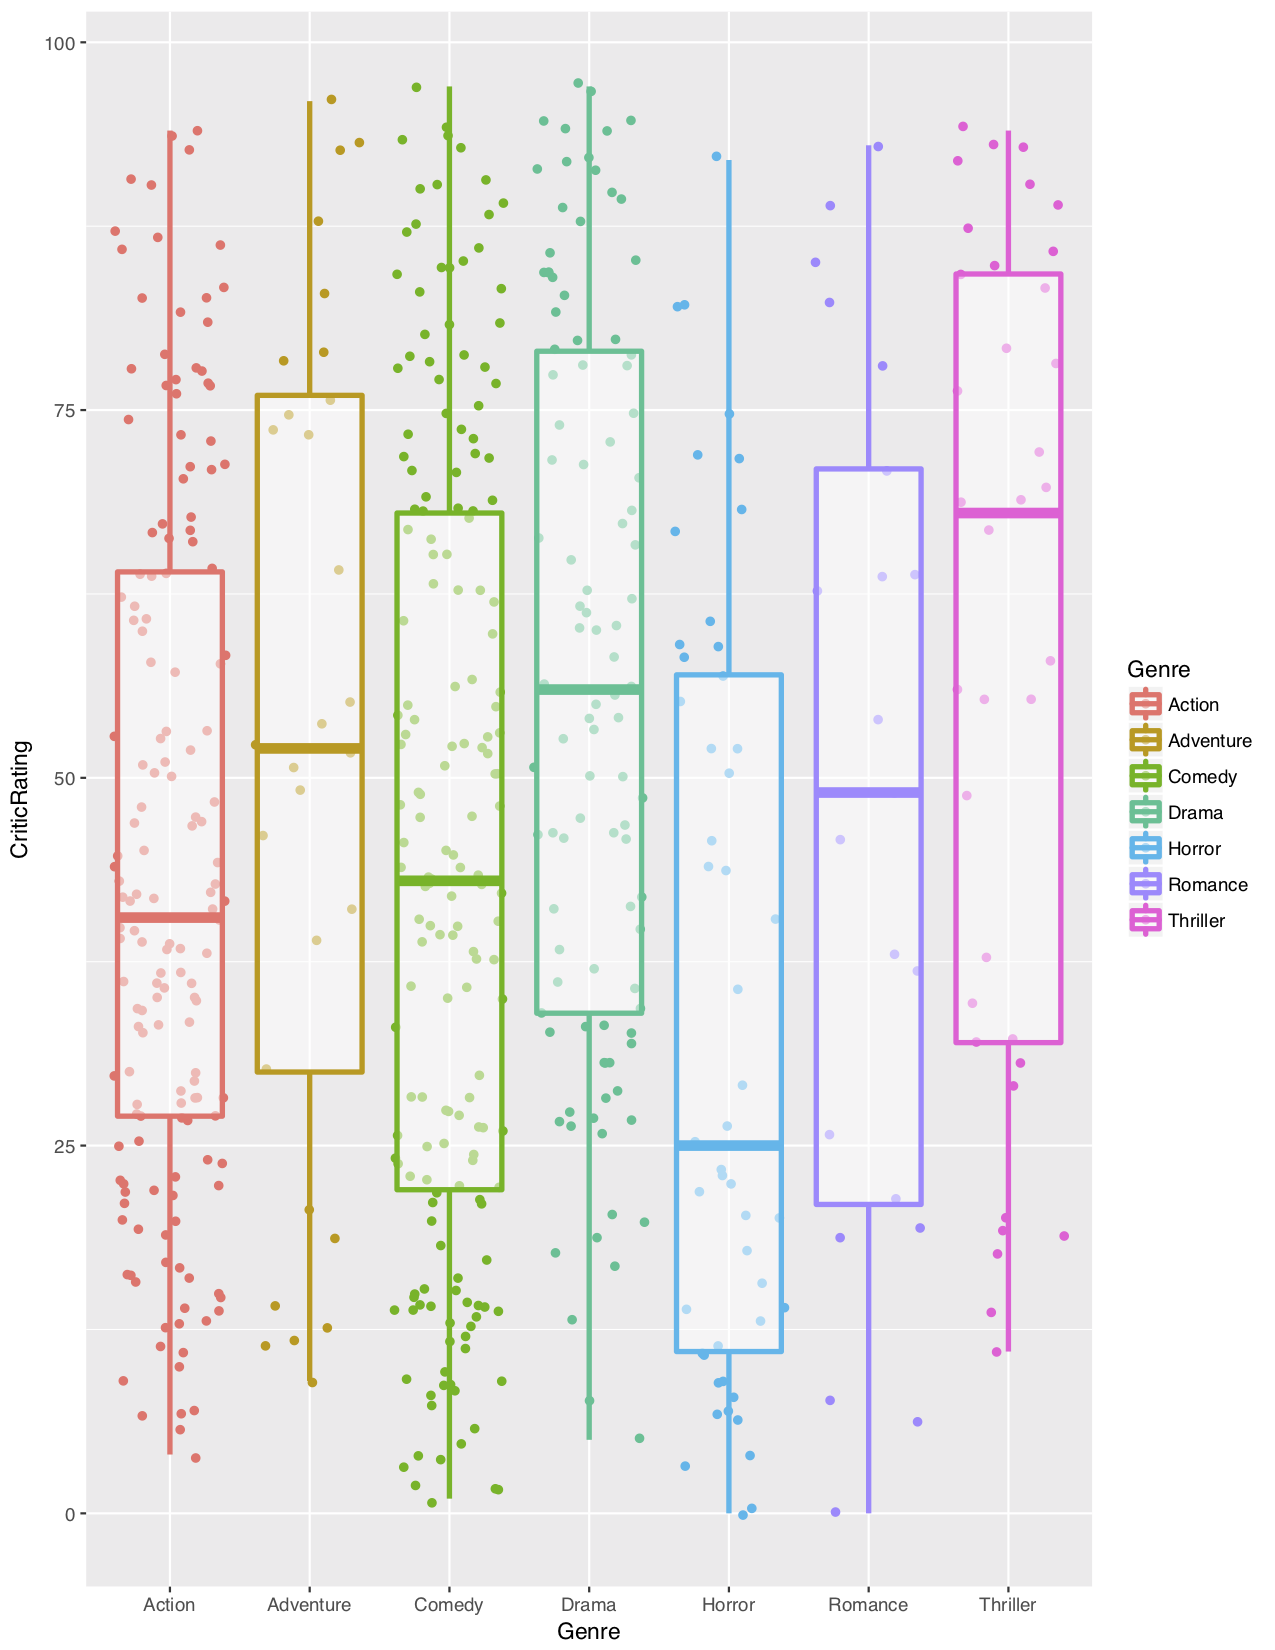 100
75
50
25
0
CriticRating
Action
Adventure
Comedy
Drama
Horror
Romance
Thriller
Genre
Genre
Action
Adventure
Comedy
Drama
Horror
Romance
Thriller